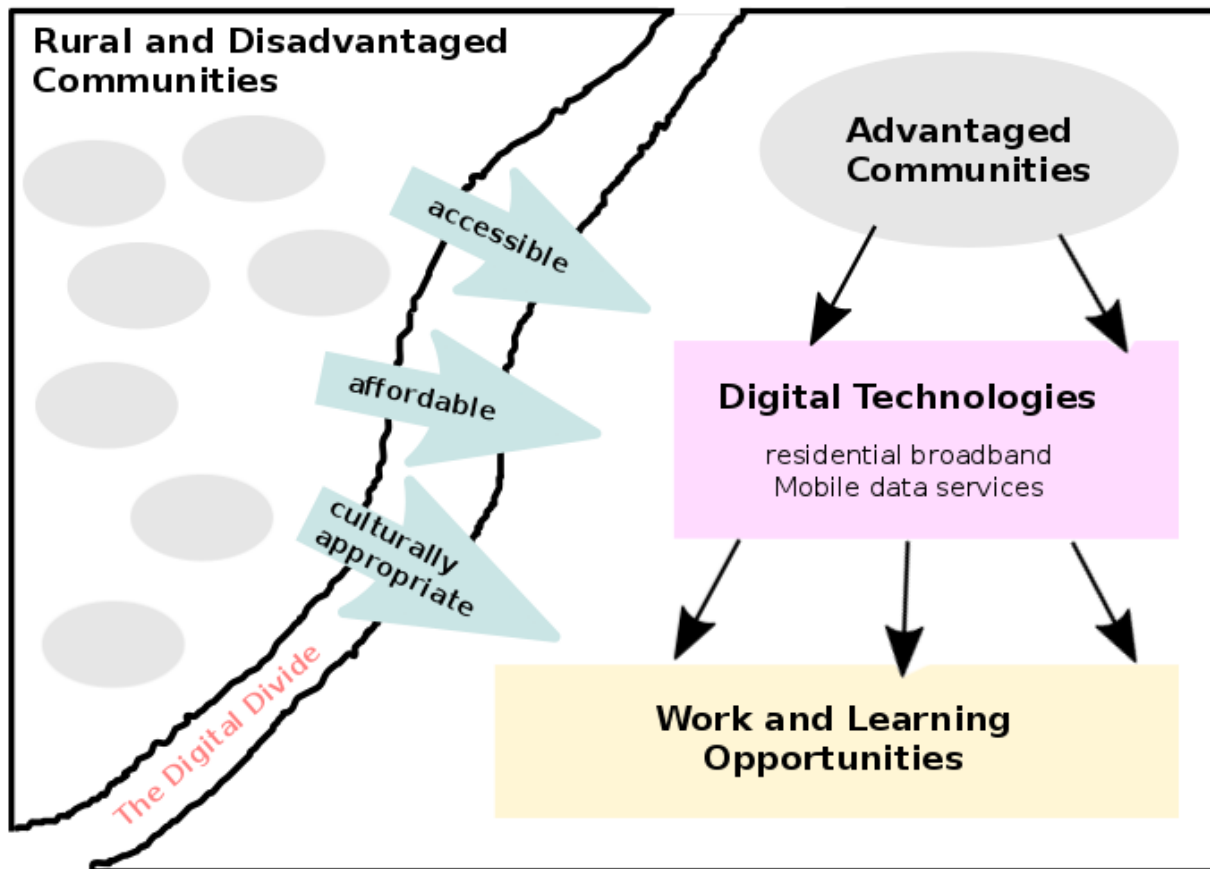 Rural and Disadvantaged
Communities
Advantaged
Communities
accessible
affordable
culturally
appropriate
The Digital Divide
Digital Technologies
residential broadband
Mobile data services
Work and Learning
Opportunities